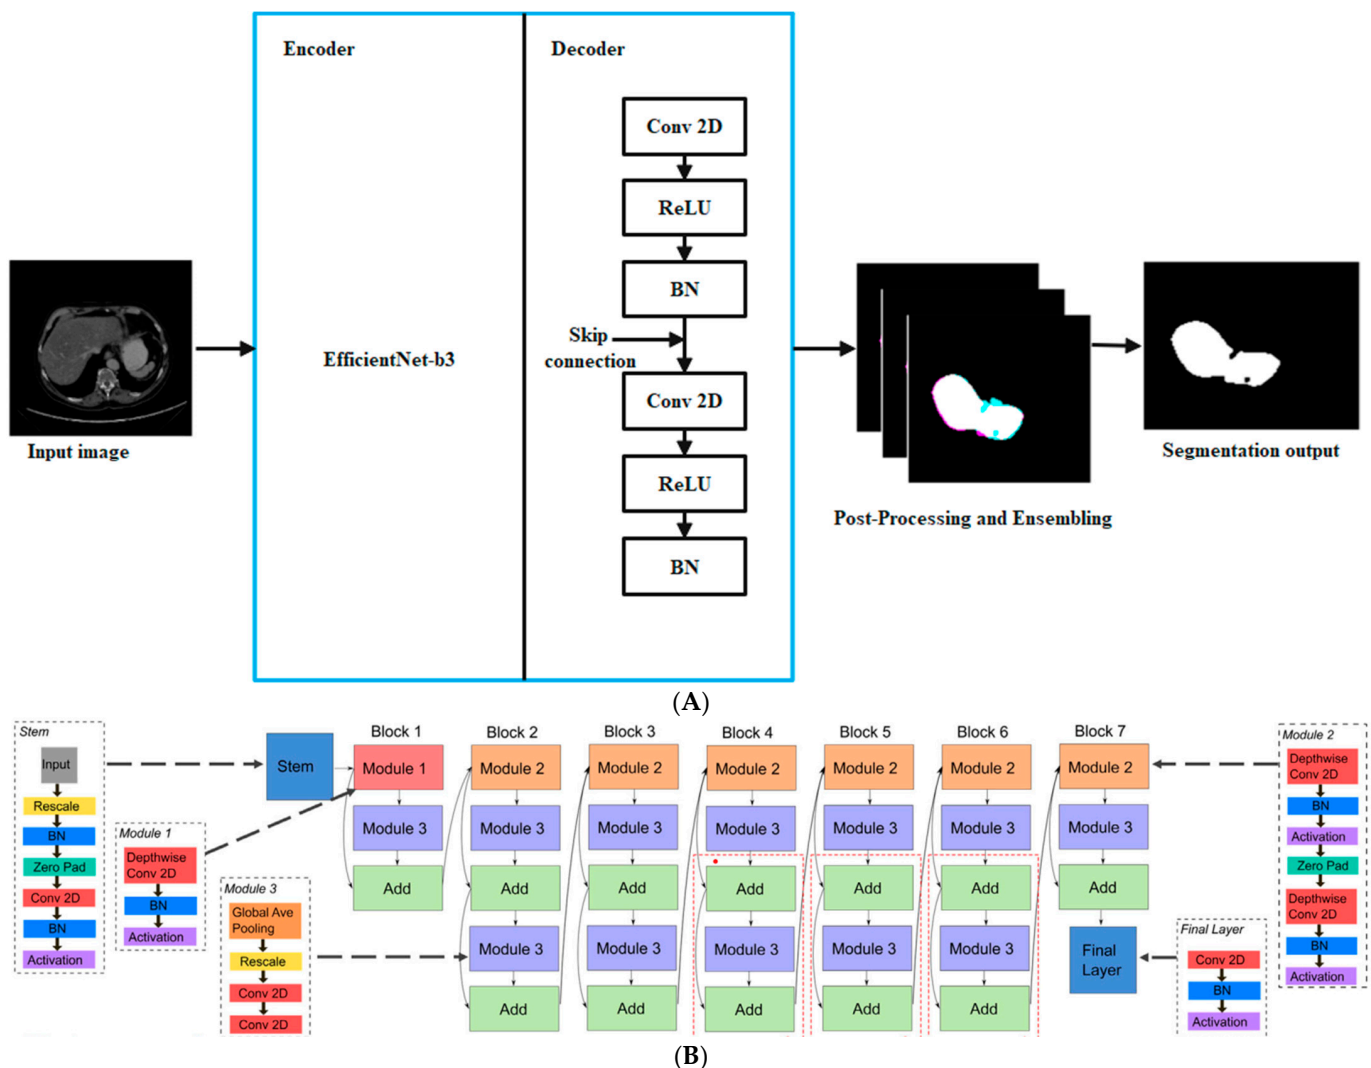 Encoder
Decoder
Conv 2D
ReLU
BN
Skip
connection
EfficientNet-b3
Conv 2D
ReLU
BN
Input image
Segmentation output
Post-Processing and Ensembling
(A)
Stem
Input
Rescale
BN
Zero Pad
Conv 2D
BN
Activation
Module 1
Depthwise
Conv 2D
BN
Activation
Module 3
Global Ave
Pooling
Rescale
Conv 2D
Conv 2D
Stem
Block 1
Module 1
Module 3
Add
Block 2
Module 2
Module 3
Add
Module 3
Add
Block 3
Module 2
Module 3
Add
Module 3
Add
Block 4
Module 2
Module 3
Add
Module 3
Add
Block 5
Module 2
Module 3
Add
Module 3
Add
Block 6
Module 2
Module 3
Add
Module 3
Add
Block 7
Module 2
Module 3
Add
Final
Layer
Final Layer
Conv 2D
BN
Activation
Module 2
Depthwise
Conv 2D
BN
Activation
Zero Pad
Depthwise
Conv 2D
BN
Activation
(B)